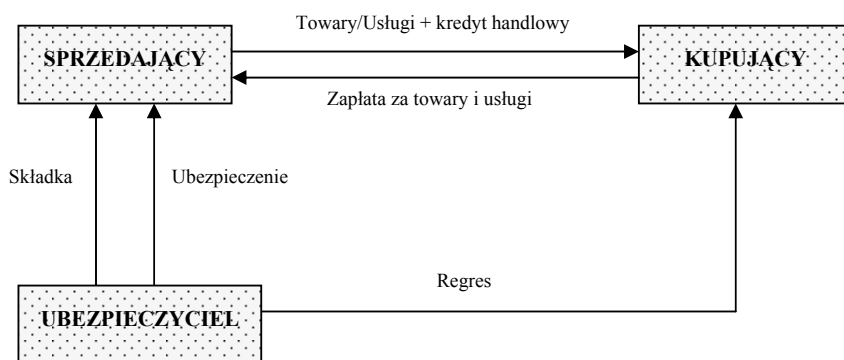 Towary/Usługi + kredyt handlowy
SPRZEDAJĄCY
KUPUJĄCY
Zapłata za towary i usługi
Składka
Ubezpieczenie
Regres
UBEZPIECZYCIEL